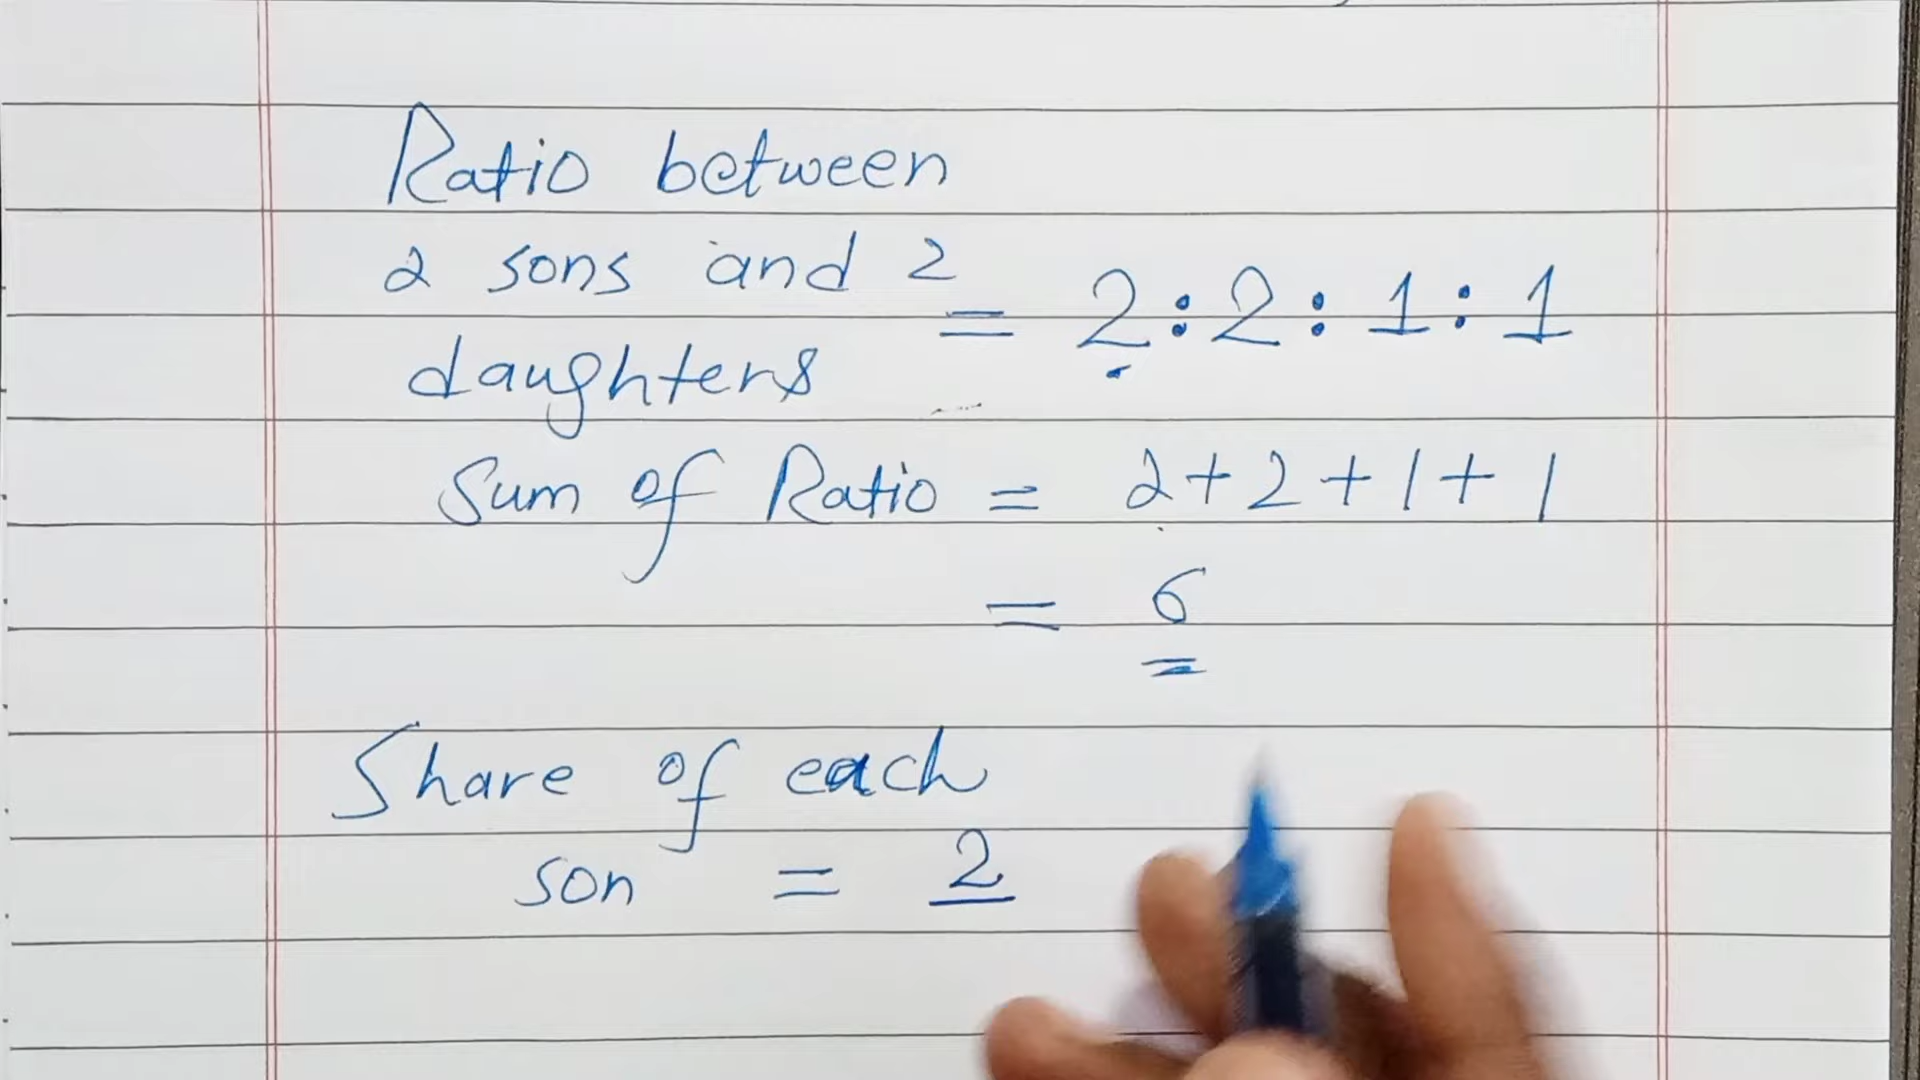 Ratio between
2 sons and 2
daughters = 2:2:1:1
Sum of Ratio = 2+2+1+1
= 6
Share of each
son = 2